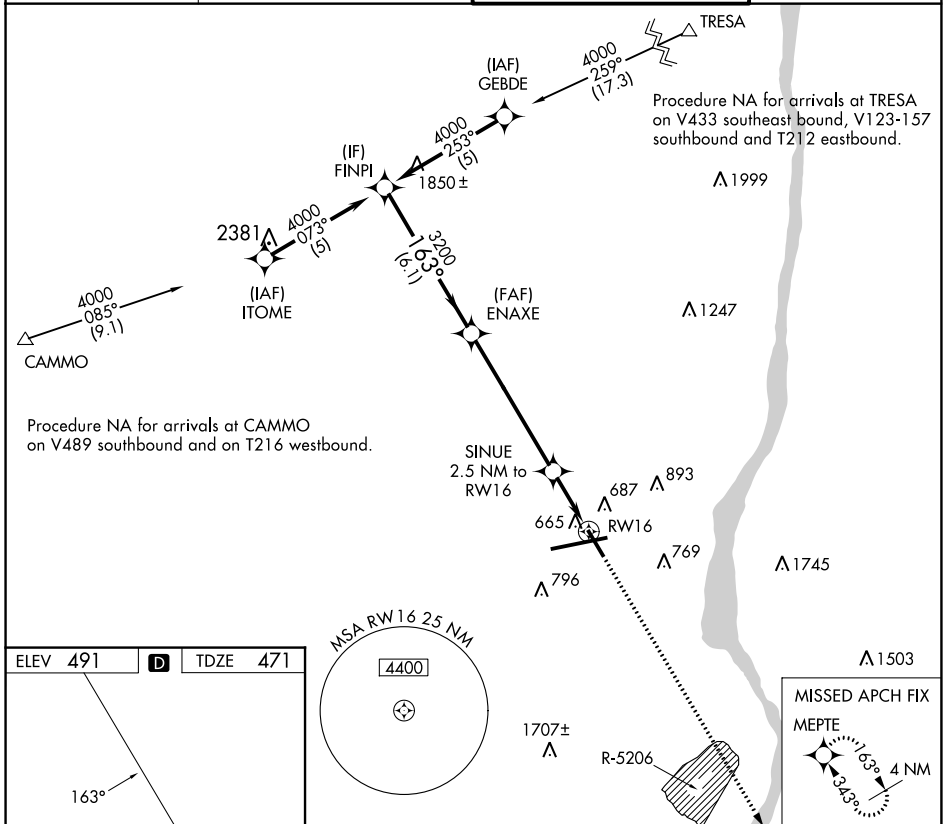 TRESA
4000
259°
(17.3)
(IAF)
GEBDE
Procedure NA for arrivals at TRESA
on V433 southeast bound, V123-157
southbound and T212 eastbound.
4000
253°
(5)
(IF)
FINPI
1850±
1999
2381
4000
073°
(5)
(IAF)
ITOME
3200
163°
(6.1)
4000
085°
(9.1)
CAMMO
(FAF)
ENAXE
1247
Procedure NA for arrivals at CAMMO
on V489 southbound and on T216 westbound.
SINUE
2.5 NM to
RW16
687
893
665
RW16
769
1745
796
MSA RW16 25 NM
4400
ELEV 491 D TDZE 471
163°
1503
1707±
R-5206
MISSED APCH FIX
MEPTE
163°
343°
4 NM